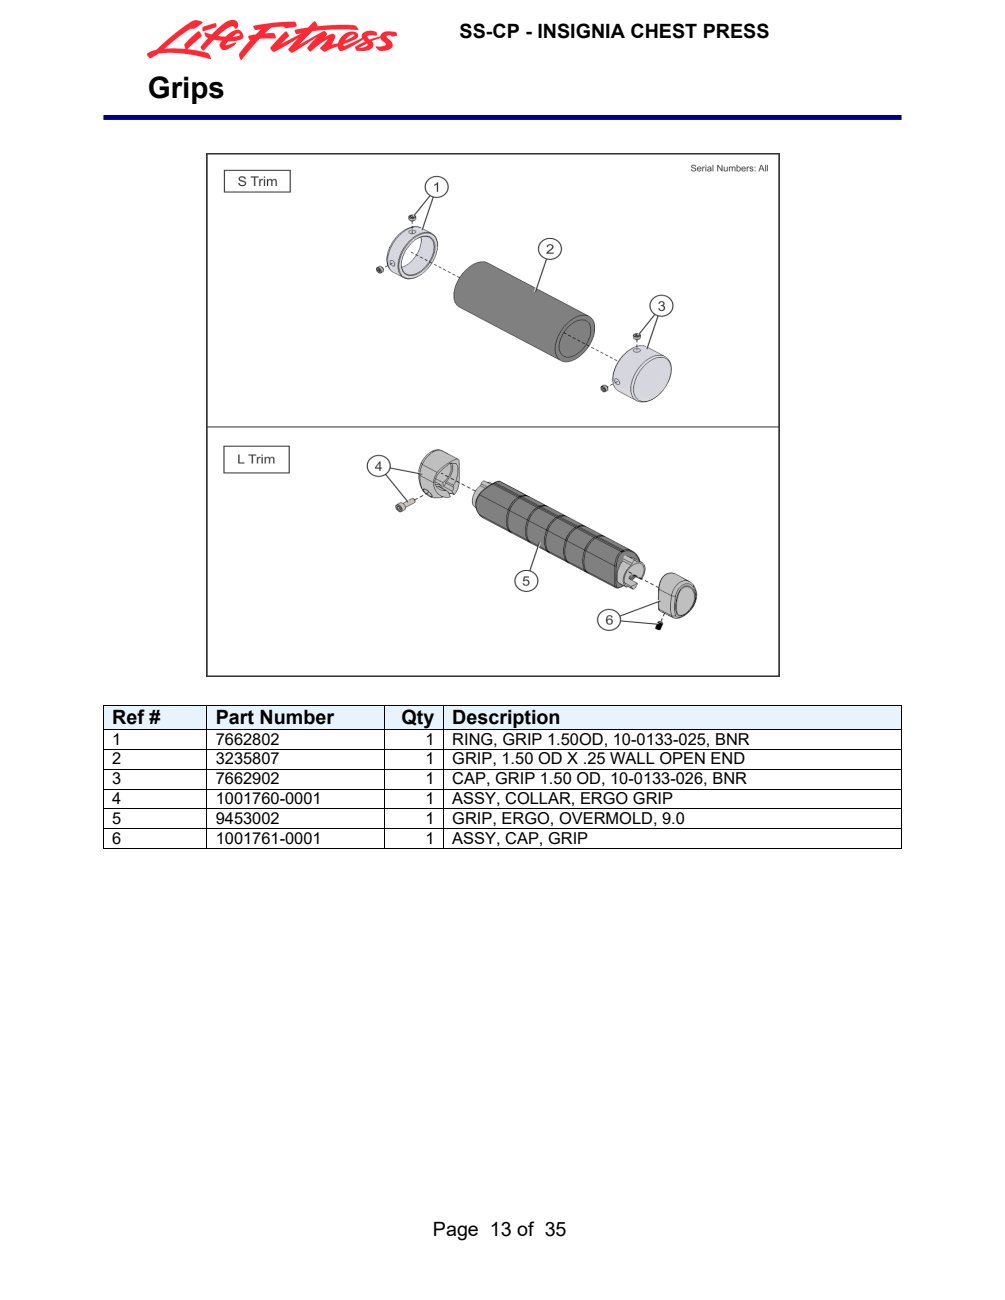 LifeFitness
SS-CP - INSIGNIA CHEST PRESS
Grips
S Trim
Serial Numbers: All
1
2
3
L Trim
4
5
6
Ref # Part Number Qty Description
1 7662802 1 RING, GRIP 1.50OD, 10-0133-025, BNR
2 3235807 1 GRIP, 1.50 OD X .25 WALL OPEN END
3 7662902 1 CAP, GRIP 1.50 OD, 10-0133-026, BNR
4 1001760-0001 1 ASSY, COLLAR, ERGO GRIP
5 9453002 1 GRIP, ERGO, OVERMOLD, 9.0
6 1001761-0001 1 ASSY, CAP, GRIP
Page 13 of 35